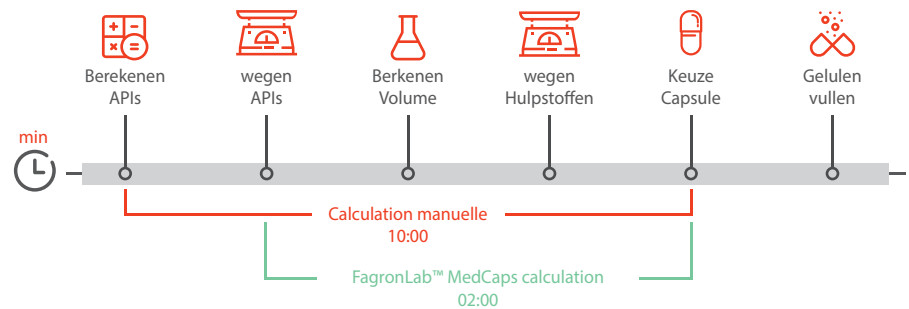 Berekenen
APIs
wegen
APIs
Berkenen
Volume
wegen
Hulpstoffen
Keuze
Capsule
Gelulen
vullen
min
Calculation manuelle
10:00
FagronLab™ MedCaps calculation
02:00